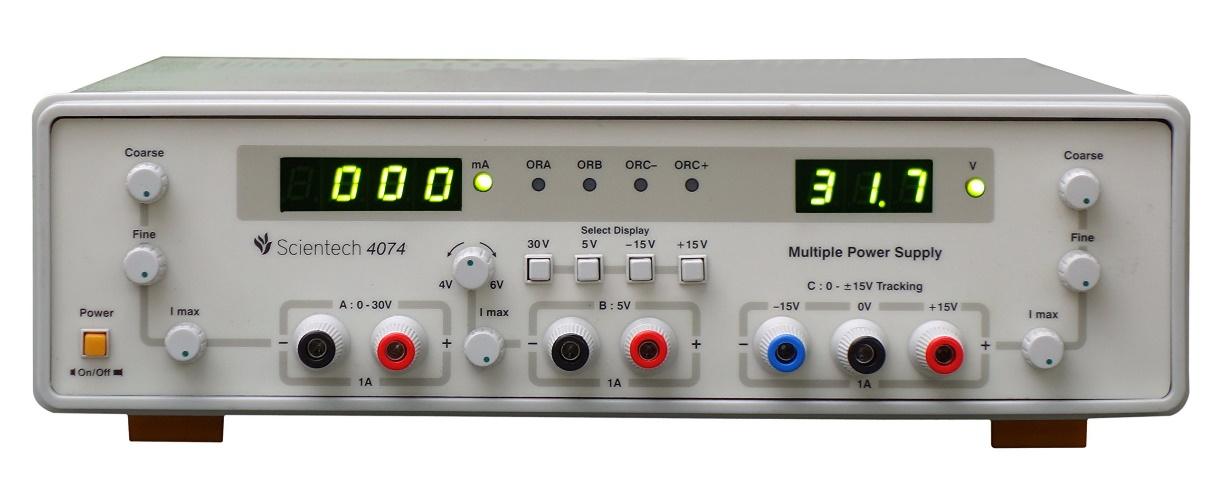 Coarse
Fine
I max
Power
On/Off
000
mA
ORA ORB ORC− ORC+
31.7
V
Scientech 4074
4V 6V
I max
Select Display
30V 5V −15V +15V
Multiple Power Supply
A : 0 - 30V
− +
1A
B : 5V
− +
1A
C : 0 - ±15V Tracking
−15V 0V +15V
− +
1A
Coarse
Fine
I max